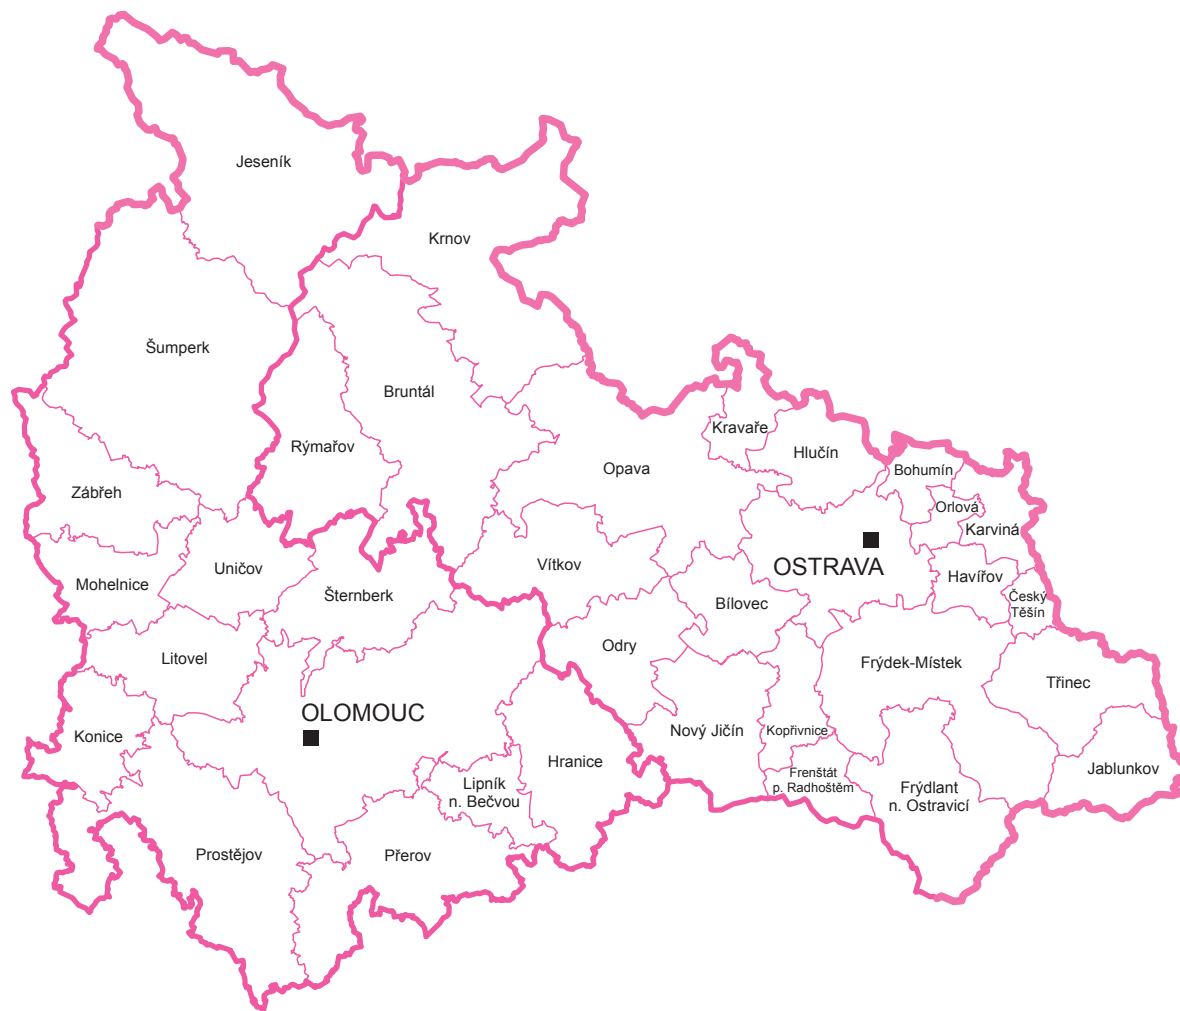 Jeseník
Krnov
Šumperk
Bruntál
Kravaře
Rýmařov
Hlučín
Opava
Bohumín
Zábřeh
Orlová
Karviná
OSTRAVA
Vítkov
Uničov
Mohelnice
Havířov
Šternberk
Český
Těšín
Bílovec
Odry
Litovel
Frýdek-Místek
Třinec
OLOMOUC
Konice
Nový Jičín
Kopřivnice
Hranice
Jablunkov
Frenštát
p. Radhoštěm
Lipník
n. Bečvou
Frýdlant
n. Ostravicí
Prostějov
Přerov